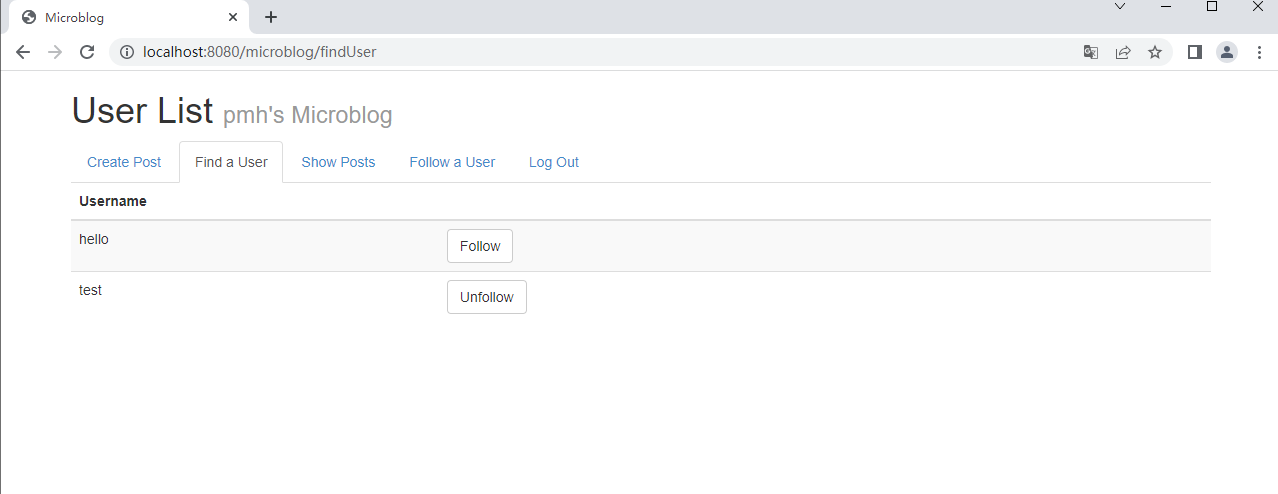 Microblog
localhost:8080/microblog/findUser
User List pmh's Microblog
Create Post Find a User Show Posts Follow a User Log Out
Username
hello Follow
test Unfollow